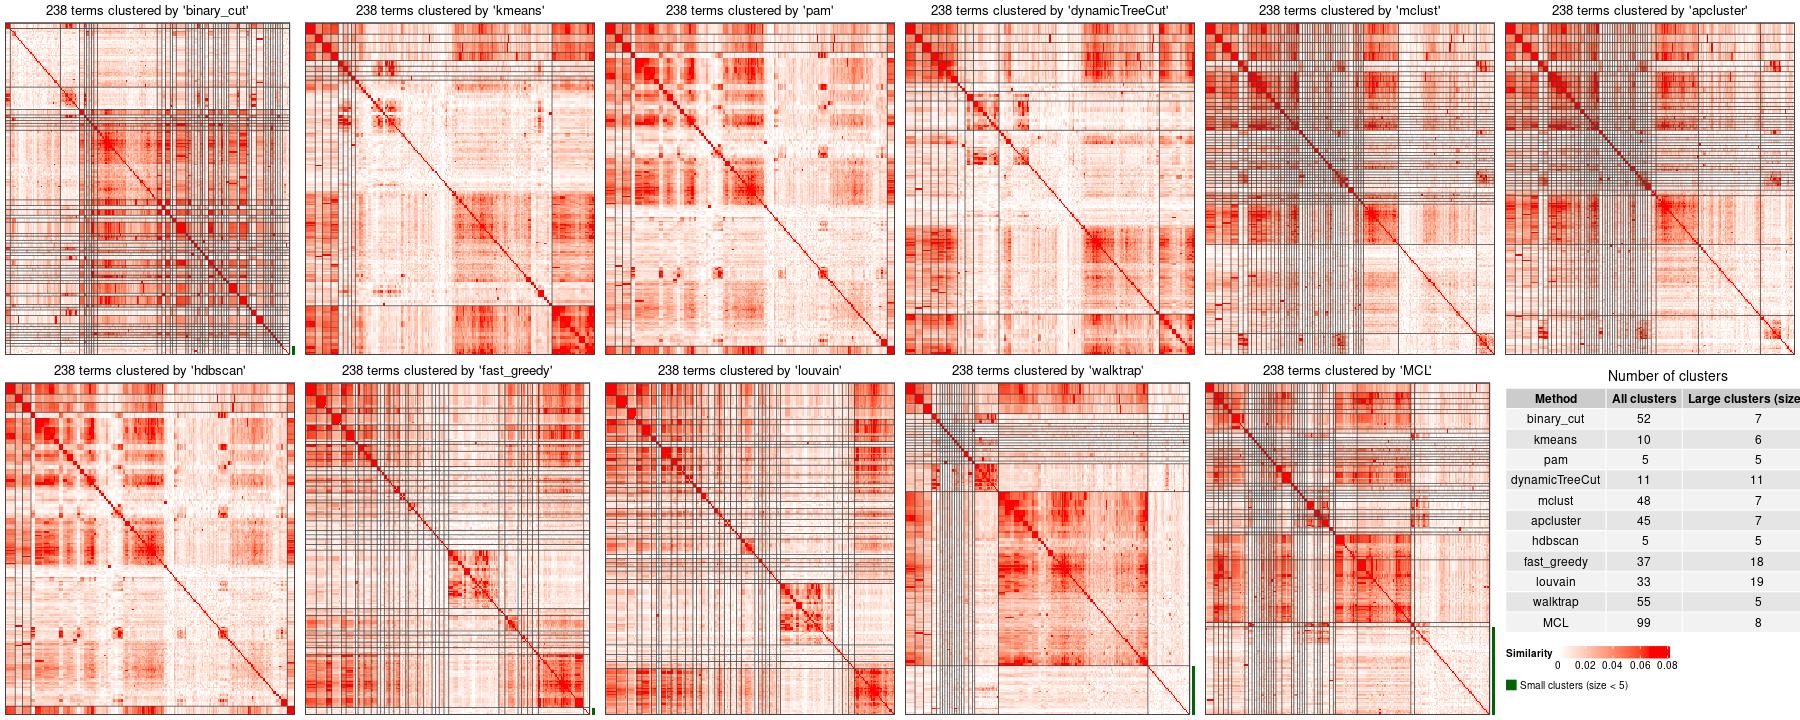 238 terms clustered by 'binary_cut'
238 terms clustered by 'kmeans'
238 terms clustered by 'pam'
238 terms clustered by 'dynamicTreeCut'
238 terms clustered by 'mclust'
238 terms clustered by 'apcluster'
238 terms clustered by 'hdbscan'
238 terms clustered by 'fast_greedy'
238 terms clustered by 'louvain'
238 terms clustered by 'walktrap'
238 terms clustered by 'MCL'
Number of clusters
Method All clusters Large clusters (size
binary_cut 52 7
kmeans 10 6
pam 5 5
dynamicTreeCut 11 11
mclust 48 7
apcluster 45 7
hdbscan 5 5
fast_greedy 37 18
louvain 33 19
walktrap 55 5
MCL 99 8
Similarity
0 0.02 0.04 0.06 0.08
Small clusters (size < 5)